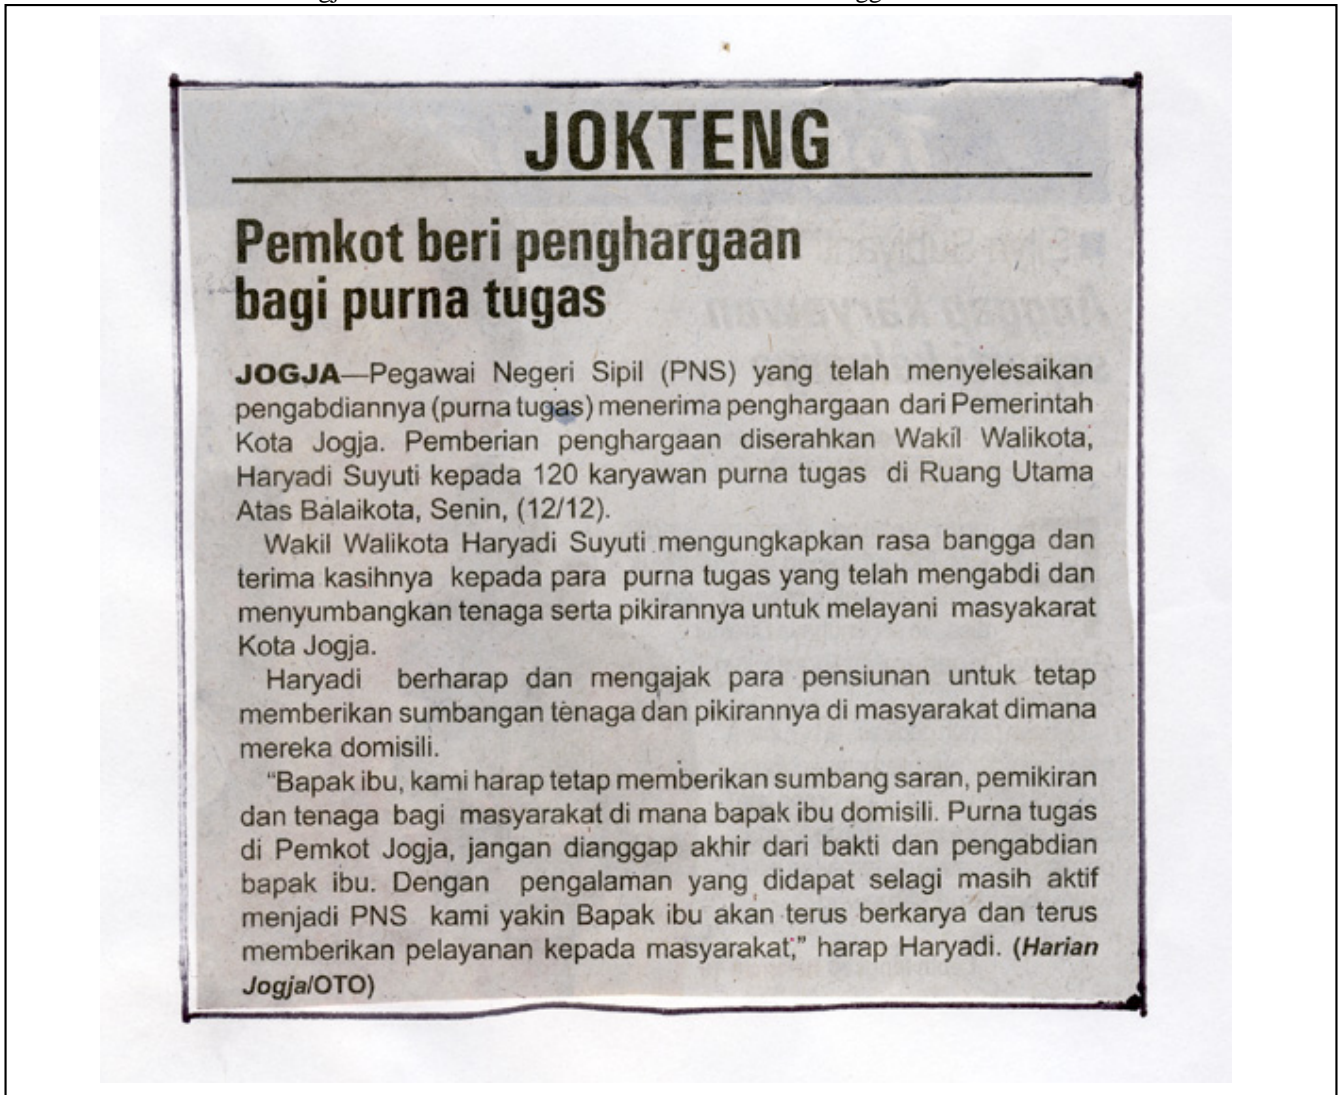 JOKTENG
Pemkot beri penghargaan
bagi purna tugas
JOGJA—Pegawai Negeri Sipil (PNS) yang telah menyelesaikan
pengabdiannya (purna tugas) menerima penghargaan dari Pemerintah
Kota Jogja. Pemberian penghargaan diserahkan Wakil Walikota,
Haryadi Suyuti kepada 120 karyawan purna tugas di Ruang Utama
Atas Balaikota, Senin, (12/12).
Wakil Walikota Haryadi Suyuti mengungkapkan rasa bangga dan
terima kasihnya kepada para purna tugas yang telah mengabdi dan
menyumbangkan tenaga serta pikirannya untuk melayani masyakarat
Kota Jogja.
Haryadi berharap dan mengajak para pensiunan untuk tetap
memberikan sumbangan tenaga dan pikirannya di masyarakat dimana
mereka domisili.
“Bapak ibu, kami harap tetap memberikan sumbang saran, pemikiran
dan tenaga bagi masyarakat di mana bapak ibu domisili. Purna tugas
di Pemkot Jogja, jangan dianggap akhir dari bakti dan pengabdian
bapak ibu. Dengan pengalaman yang didapat selagi masih aktif
menjadi PNS kami yakin Bapak ibu akan terus berkarya dan terus
memberikan pelayanan kepada masyarakat,” harap Haryadi. (Harian
Jogja/OTO)